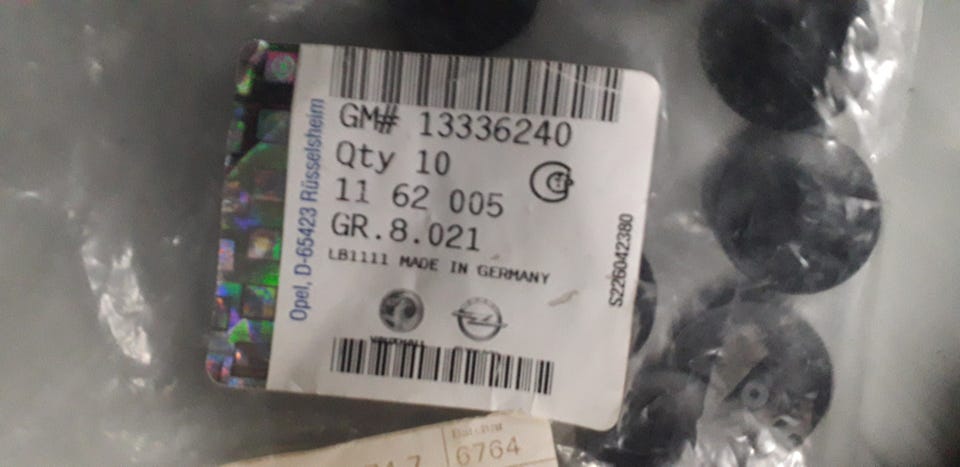 GM# 13336240
Qty 10
11 62 005
GR.8.021
LB1111 MADE IN GERMANY
Opel, D-65423 Rüsselsheim
S226042380
VAUXHALL
6764